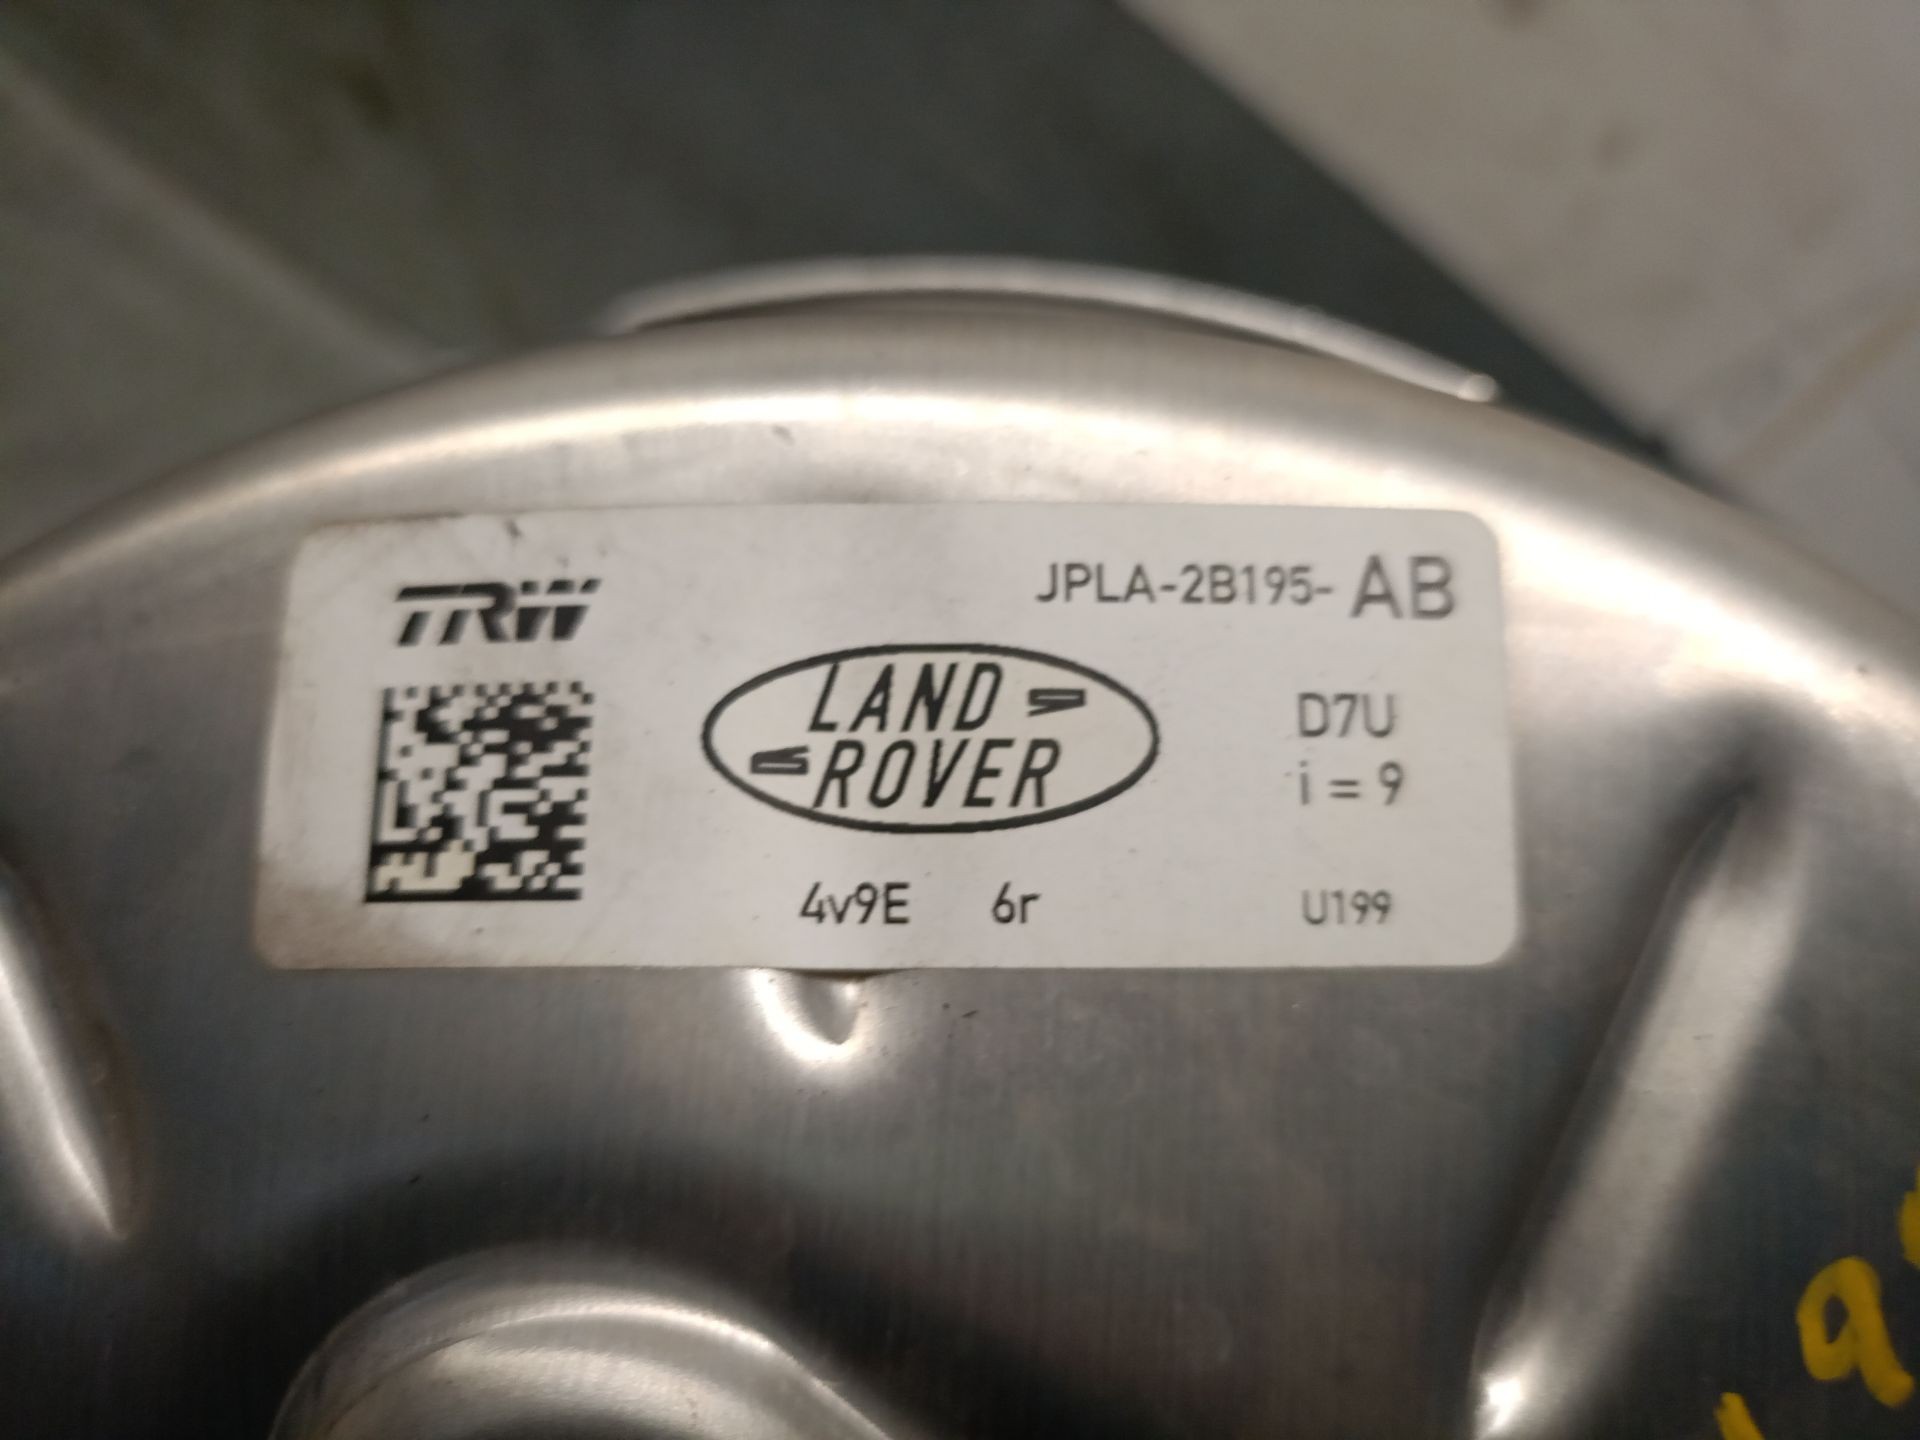 TRW
JPLA-2B195- AB
LAND
ROVER
D7U
i = 9
4v9E 6r
U199